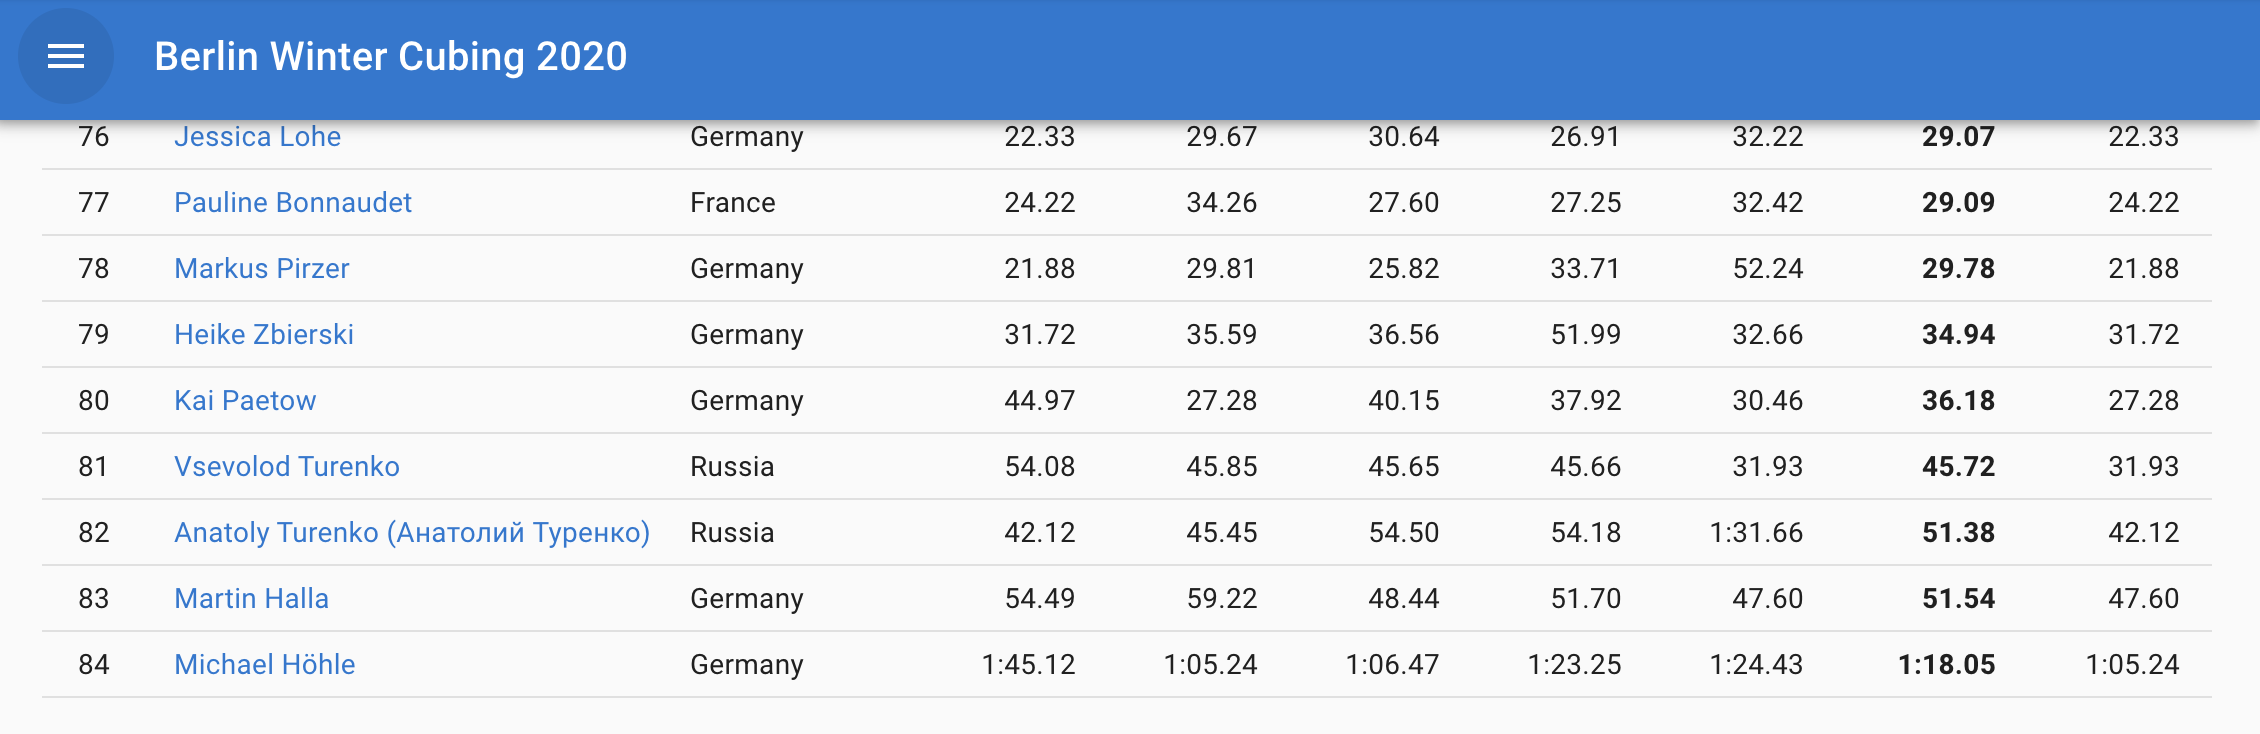 Berlin Winter Cubing 2020
76 Jessica Lohe Germany 22.33 29.67 30.64 26.91 32.22 29.07 22.33
77 Pauline Bonnaudet France 24.22 34.26 27.60 27.25 32.42 29.09 24.22
78 Markus Pirzer Germany 21.88 29.81 25.82 33.71 52.24 29.78 21.88
79 Heike Zbierski Germany 31.72 35.59 36.56 51.99 32.66 34.94 31.72
80 Kai Paetow Germany 44.97 27.28 40.15 37.92 30.46 36.18 27.28
81 Vsevolod Turenko Russia 54.08 45.85 45.65 45.66 31.93 45.72 31.93
82 Anatoly Turenko (Анатолий Туренко) Russia 42.12 45.45 54.50 54.18 1:31.66 51.38 42.12
83 Martin Halla Germany 54.49 59.22 48.44 51.70 47.60 51.54 47.60
84 Michael Höhle Germany 1:45.12 1:05.24 1:06.47 1:23.25 1:24.43 1:18.05 1:05.24